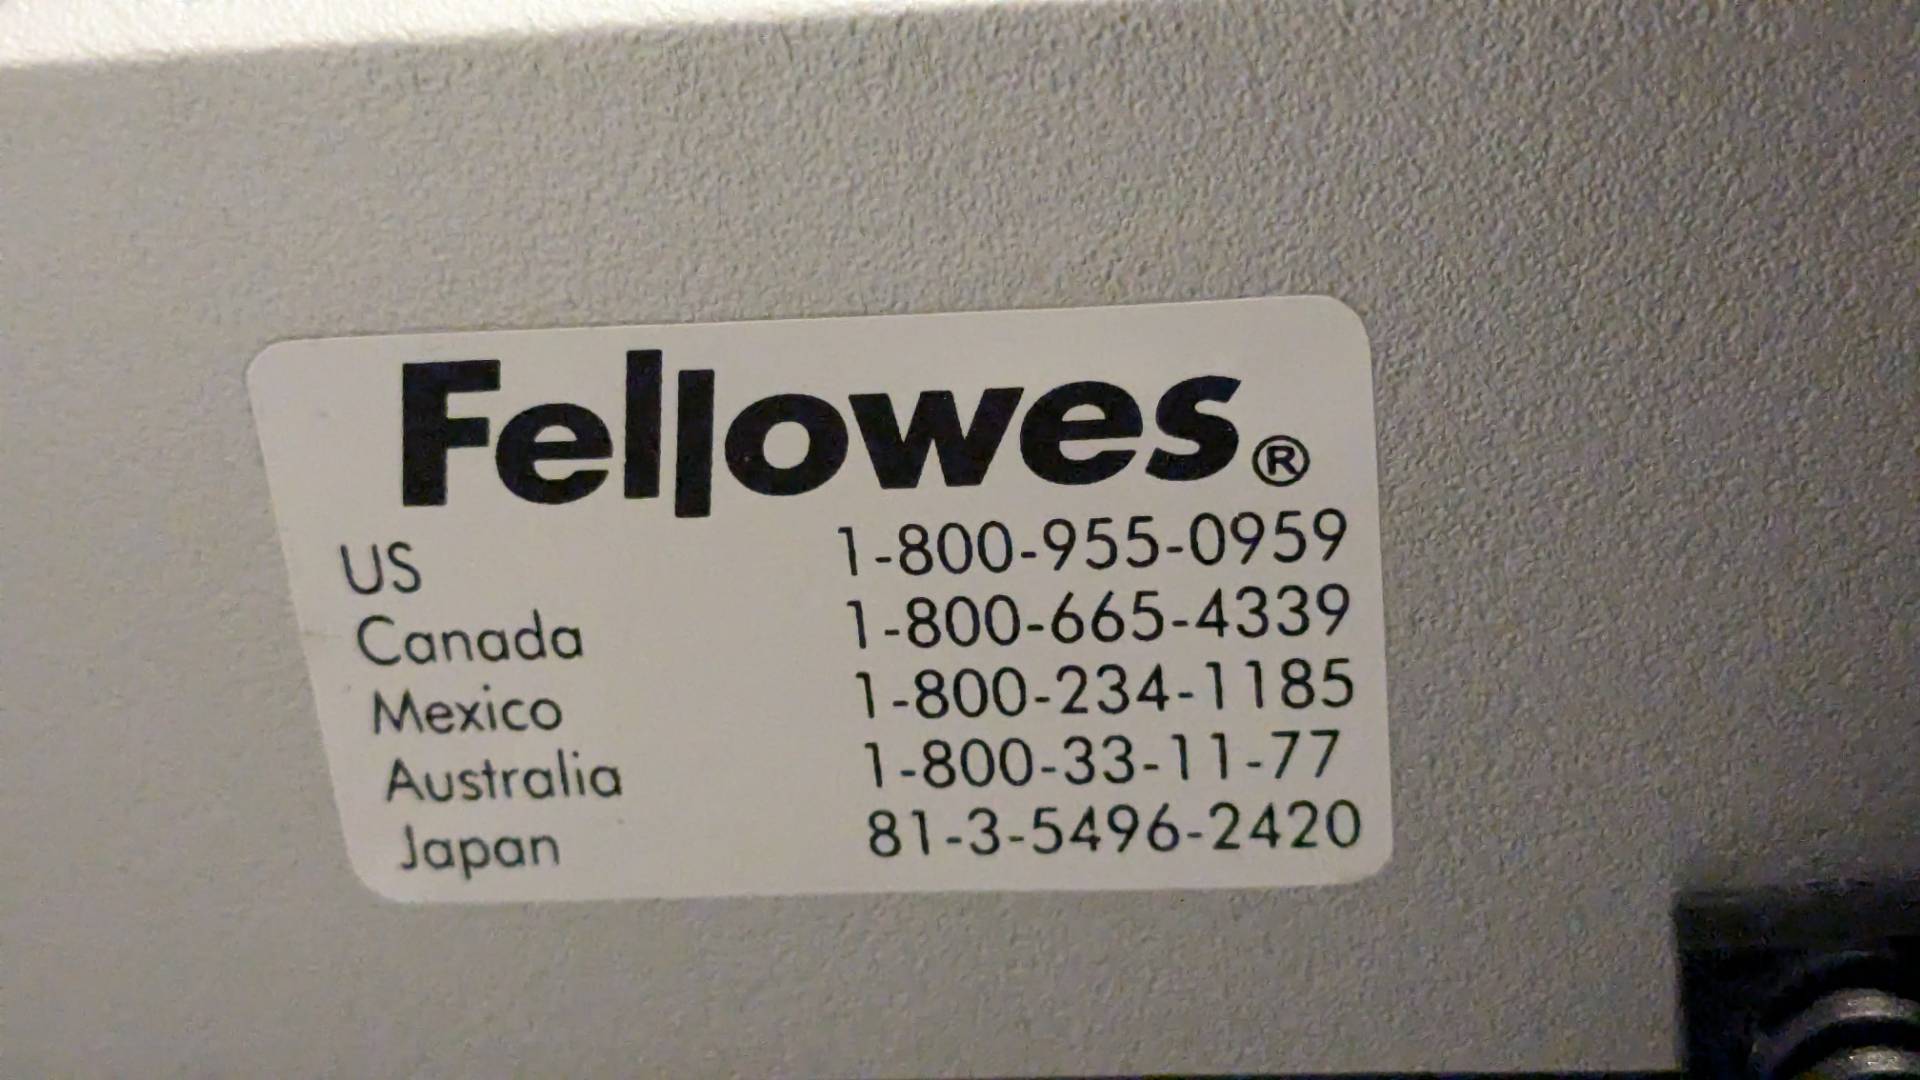 Fellowes®
US 1-800-955-0959
Canada 1-800-665-4339
Mexico 1-800-234-1185
Australia 1-800-33-11-77
Japan 81-3-5496-2420